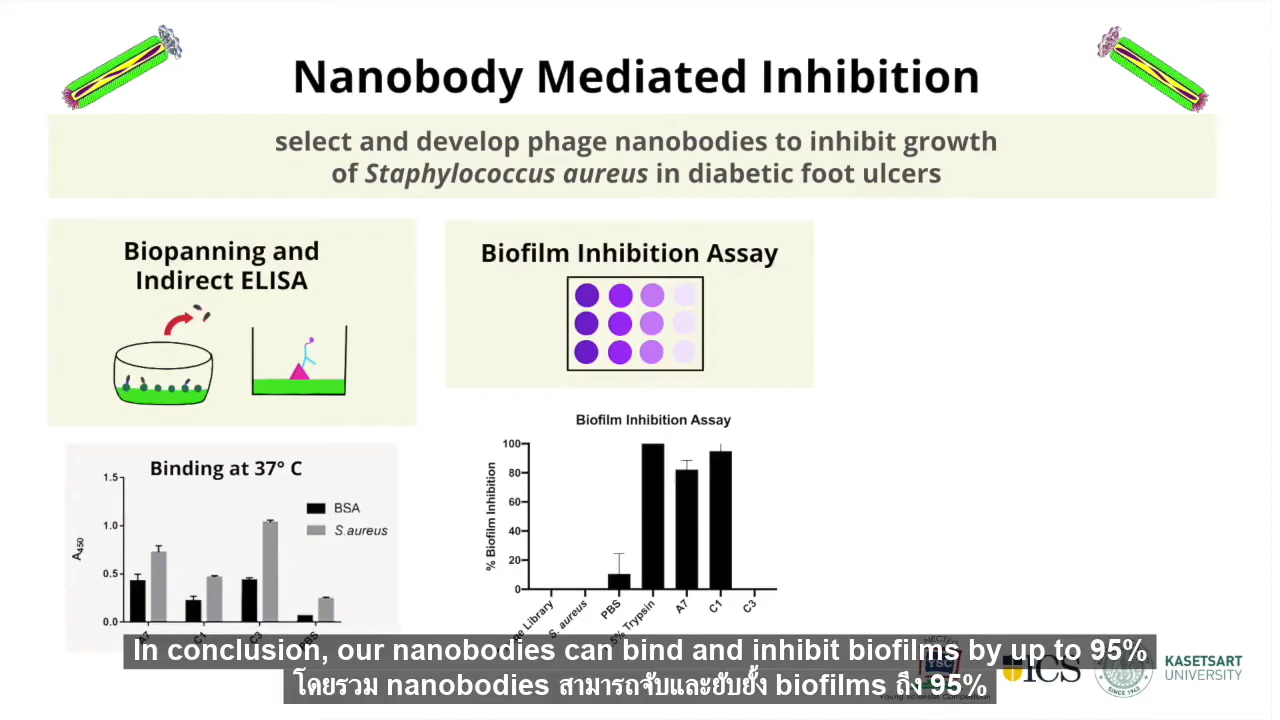 Nanobody Mediated Inhibition
select and develop phage nanobodies to inhibit growth
of Staphylococcus aureus in diabetic foot ulcers
Biopanning and
Indirect ELISA
Biofilm Inhibition Assay
Binding at 37° C
1.5
1.0
0.5
0.0
A450
BSA
S.aureus
A7
C1
C3
Biofilm Inhibition Assay
100
80
60
40
20
0
% Biofilm Inhibition
Library
S. aureus
PBS
5% Trypsin
A7
C1
C3
In conclusion, our nanobodies can bind and inhibit biofilms by up to 95%
โดยรวม nanobodies สามารถจับและยับยั้ง biofilms ถึง 95%
YSC
ICS
SINCE 1943
KASETSART
UNIVERSITY